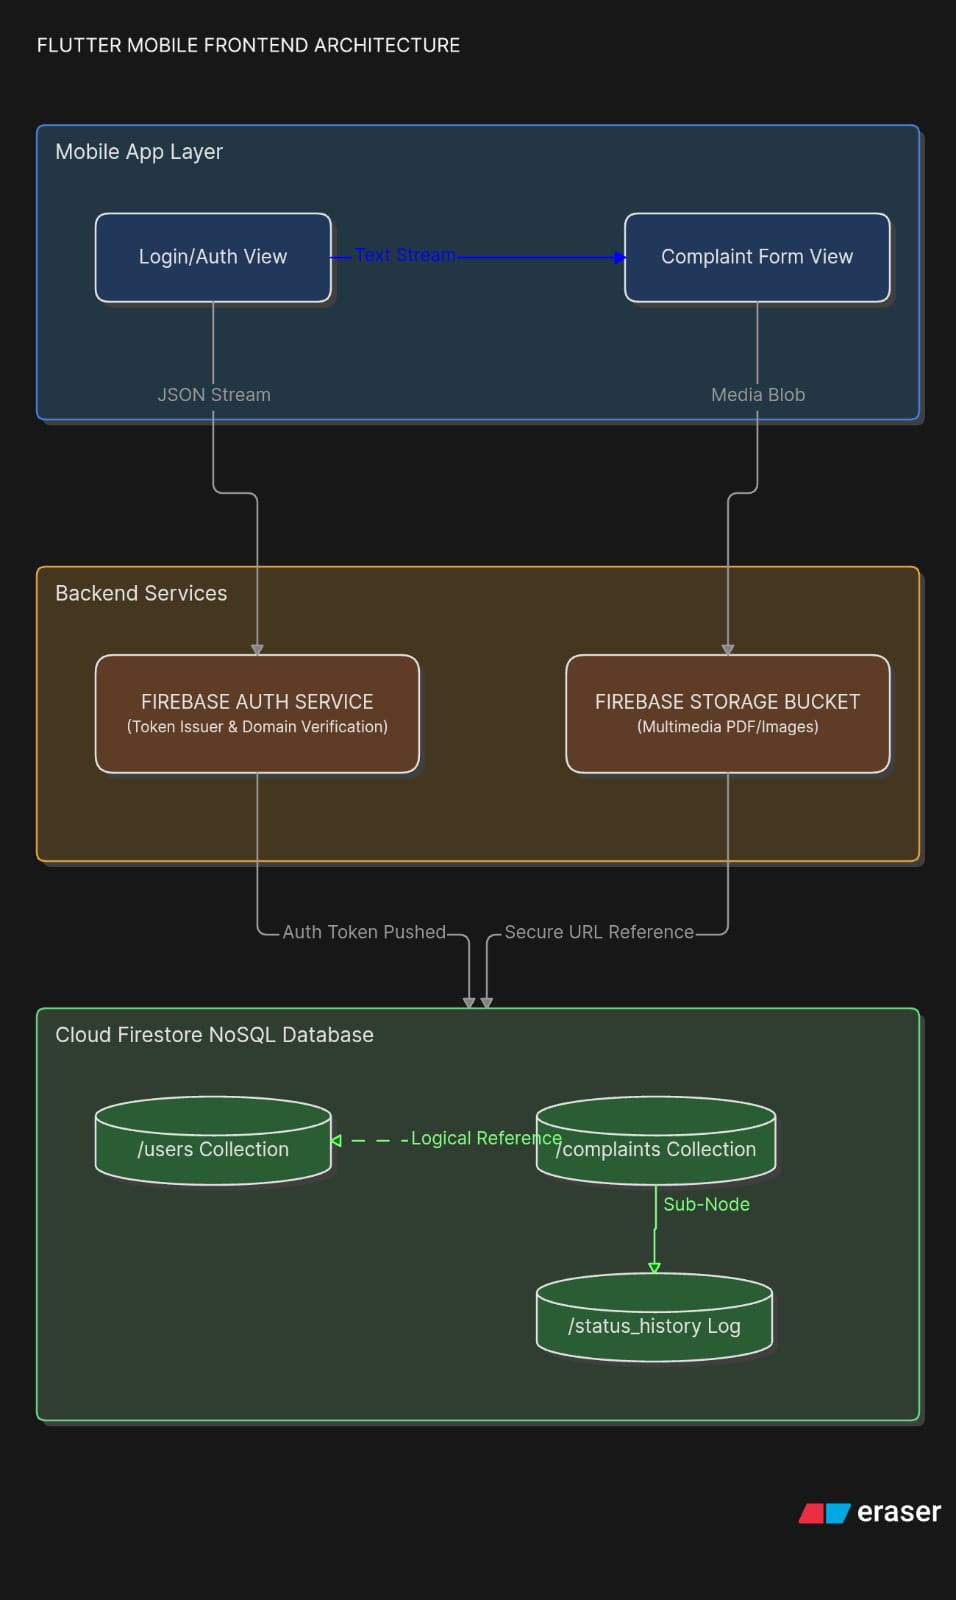 FLUTTER MOBILE FRONTEND ARCHITECTURE
Mobile App Layer
Login/Auth View
Text Stream
Complaint Form View
JSON Stream
Media Blob
Backend Services
FIREBASE AUTH SERVICE
(Token Issuer & Domain Verification)
FIREBASE STORAGE BUCKET
(Multimedia PDF/Images)
Auth Token Pushed
Secure URL Reference
Cloud Firestore NoSQL Database
/users Collection
Logical Reference
/complaints Collection
Sub-Node
/status_history Log
eraser